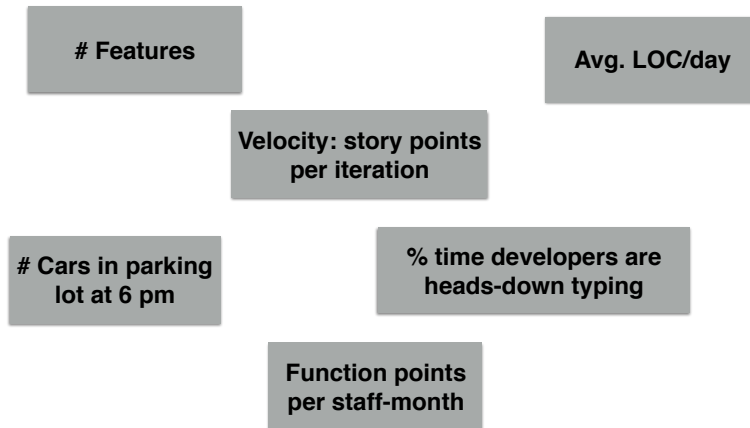 # Features
Avg. LOC/day
Velocity: story points
per iteration
# Cars in parking
lot at 6 pm
% time developers are
heads-down typing
Function points
per staff-month